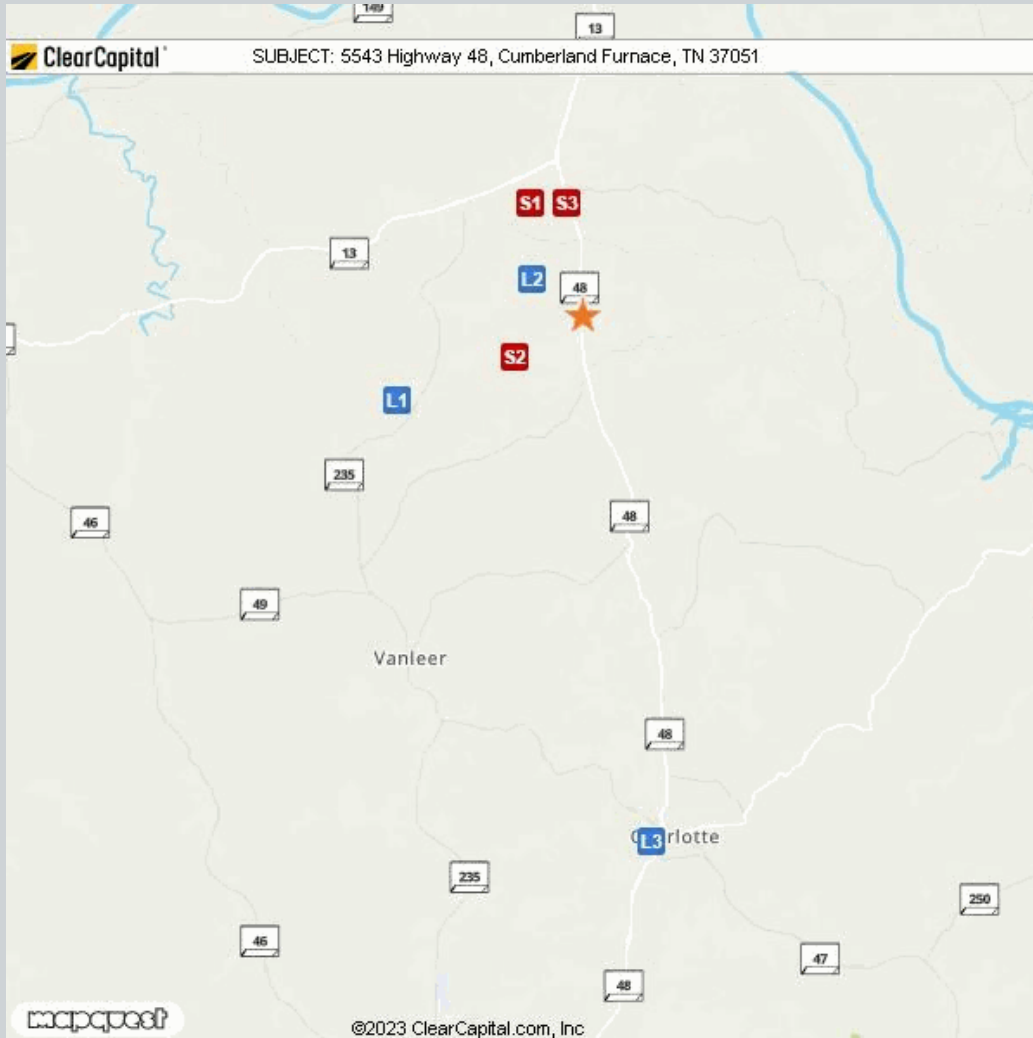 149
13
ClearCapital
SUBJECT: 5543 Highway 48, Cumberland Furnace, TN 37051
S1 S3
13
L2
48
S2
L1
235
46
48
49
Vanleer
48
L3
rlotte
235
250
46
47
48
mapquest
©2023 ClearCapital.com, Inc